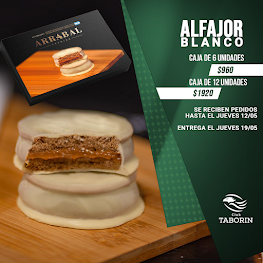 ARRABAL
ALFAJOR
BLANCO
CAJA DE 6 UNIDADES
$960
CAJA DE 12 UNIDADES
$1920
SE RECIBEN PEDIDOS
HASTA EL JUEVES 12/05
ENTREGA EL JUEVES 19/05
Club
TABORIN